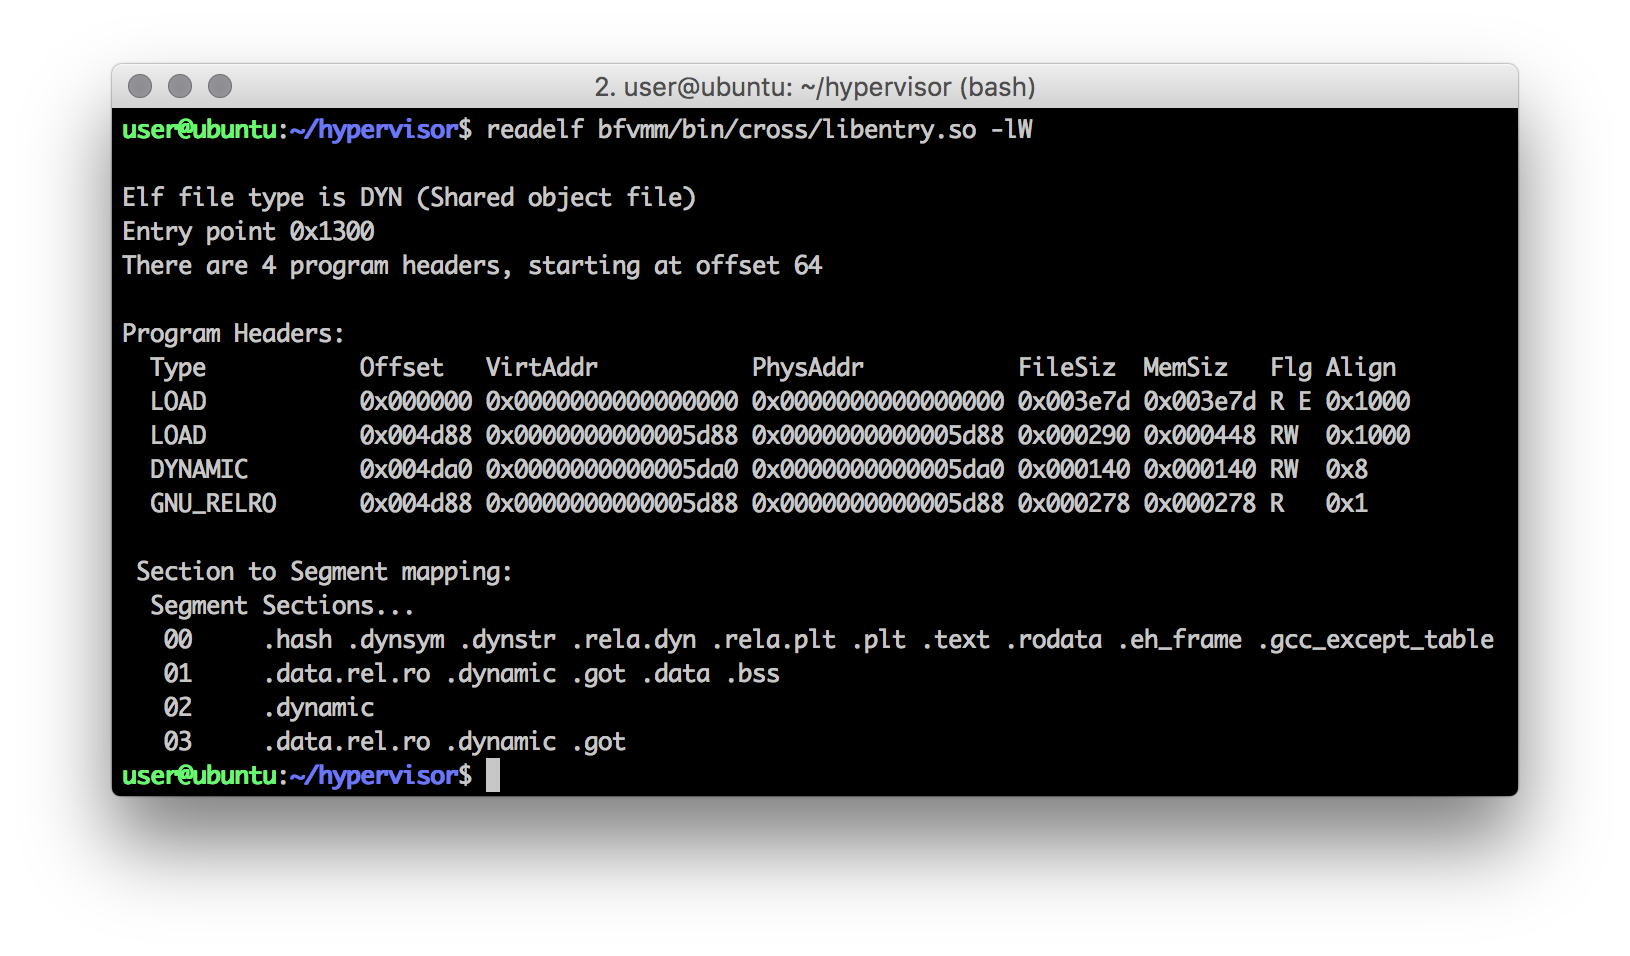 2. user@ubuntu: ~/hypervisor (bash)
user@ubuntu:~/hypervisor$ readelf bfvmm/bin/cross/libentry.so -lW
Elf file type is DYN (Shared object file)
Entry point 0x1300
There are 4 program headers, starting at offset 64
Program Headers:
Type Offset VirtAddr PhysAddr FileSiz MemSiz Flg Align
LOAD 0x000000 0x0000000000000000 0x0000000000000000 0x003e7d 0x003e7d R E 0x1000
LOAD 0x004d88 0x0000000000005d88 0x0000000000005d88 0x000290 0x000448 RW 0x1000
DYNAMIC 0x004da0 0x0000000000005da0 0x0000000000005da0 0x000140 0x000140 RW 0x8
GNU_RELRO 0x004d88 0x0000000000005d88 0x0000000000005d88 0x000278 0x000278 R 0x1
Section to Segment mapping:
Segment Sections...
00 .hash .dynsym .dynstr .rela.dyn .rela.plt .plt .text .rodata .eh_frame .gcc_except_table
01 .data.rel.ro .dynamic .got .data .bss
02 .dynamic
03 .data.rel.ro .dynamic .got
user@ubuntu:~/hypervisor$